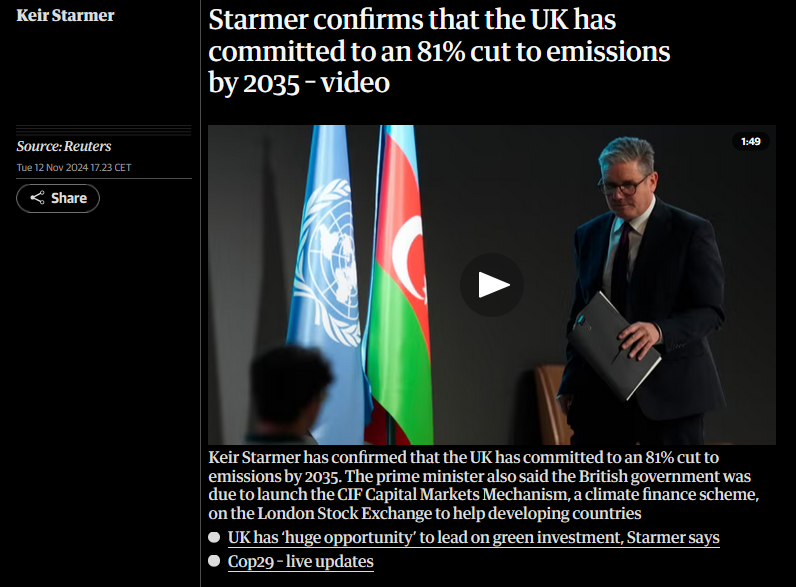 Keir Starmer
Starmer confirms that the UK has
committed to an 81% cut to emissions
by 2035 – video
Source: Reuters
Tue 12 Nov 2024 17.23 CET
Share
1:49
Keir Starmer has confirmed that the UK has committed to an 81% cut to
emissions by 2035. The prime minister also said the British government was
due to launch the CIF Capital Markets Mechanism, a climate finance scheme,
on the London Stock Exchange to help developing countries
UK has ‘huge opportunity’ to lead on green investment, Starmer says
Cop29 – live updates